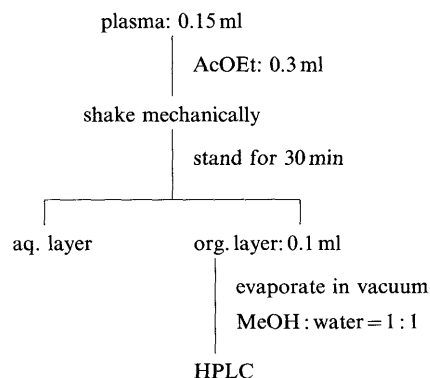 plasma: 0.15 ml
AcOEt: 0.3 ml
shake mechanically
stand for 30 min
aq. layer
org. layer: 0.1 ml
evaporate in vacuum
MeOH : water = 1 : 1
HPLC